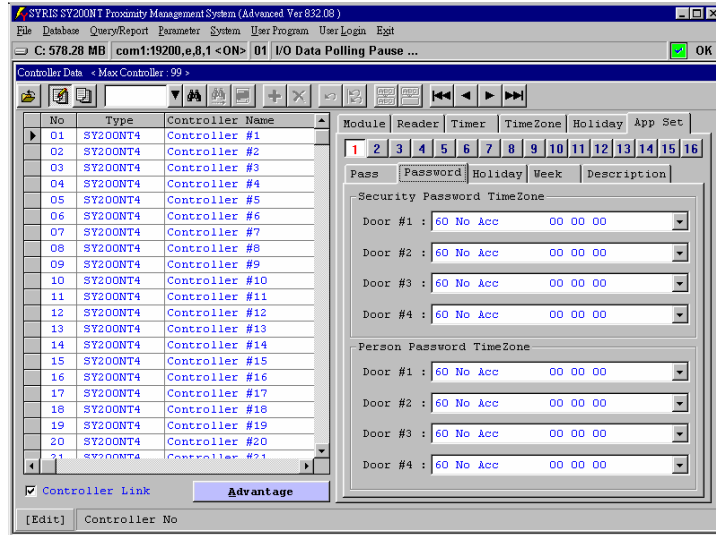 SYRIS SY200NT Proximity Management System (Advanced Ver 832.08 )
File Database Query/Report Parameter System User Program User Login Exit
C: 578.28 MB com1:19200,e,8,1 <ON> 01 I/O Data Polling Pause ... OK
Controller Data < Max Controller : 99 >
No Type Controller Name
01 SY200NT4 Controller #1
02 SY200NT4 Controller #2
03 SY200NT4 Controller #3
04 SY200NT4 Controller #4
05 SY200NT4 Controller #5
06 SY200NT4 Controller #6
07 SY200NT4 Controller #7
08 SY200NT4 Controller #8
09 SY200NT4 Controller #9
10 SY200NT4 Controller #10
11 SY200NT4 Controller #11
12 SY200NT4 Controller #12
13 SY200NT4 Controller #13
14 SY200NT4 Controller #14
15 SY200NT4 Controller #15
16 SY200NT4 Controller #16
17 SY200NT4 Controller #17
18 SY200NT4 Controller #18
19 SY200NT4 Controller #19
20 SY200NT4 Controller #20
21 SY200NT4 Controller #21
Controller Link Advantage
Module Reader Timer TimeZone Holiday App Set
1 2 3 4 5 6 7 8 9 10 11 12 13 14 15 16
Pass Password Holiday Week Description
Security Password TimeZone
Door #1 : 60 No Acc 00 00 00
Door #2 : 60 No Acc 00 00 00
Door #3 : 60 No Acc 00 00 00
Door #4 : 60 No Acc 00 00 00
Person Password TimeZone
Door #1 : 60 No Acc 00 00 00
Door #2 : 60 No Acc 00 00 00
Door #3 : 60 No Acc 00 00 00
Door #4 : 60 No Acc 00 00 00
[Edit] Controller No